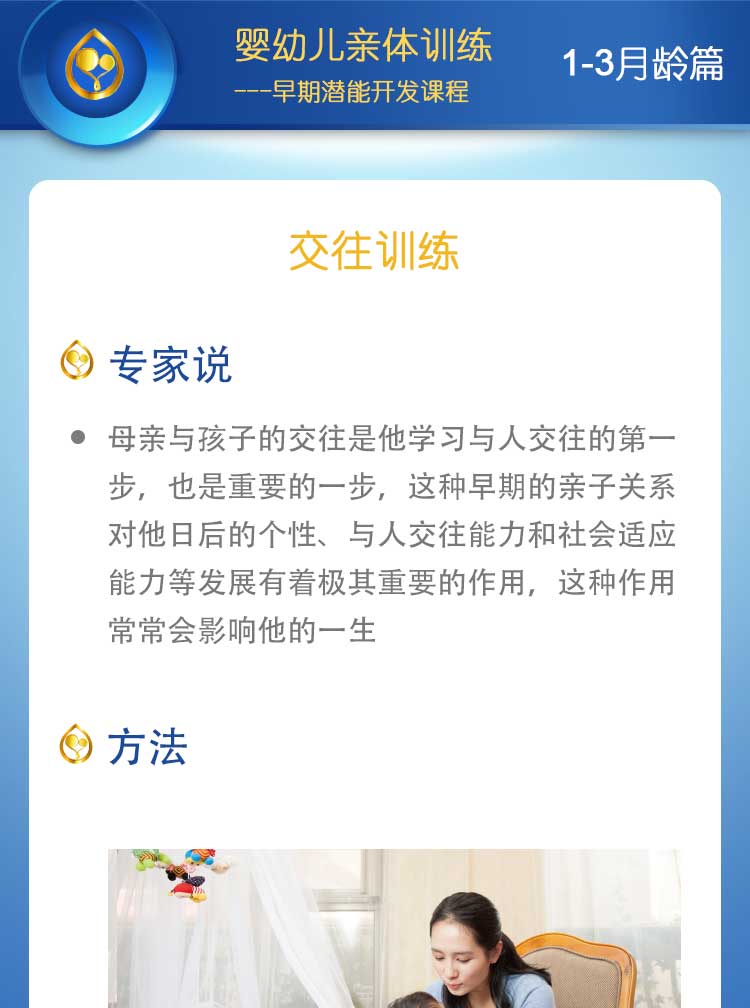 婴幼儿亲体训练
---早期潜能开发课程
1-3月龄篇
交往训练
专家说
母亲与孩子的交往是他学习与人交往的第一
步，也是重要的一步，这种早期的亲子关系
对他日后的个性、与人交往能力和社会适应
能力等发展有着极其重要的作用，这种作用
常常会影响他的一生
方法